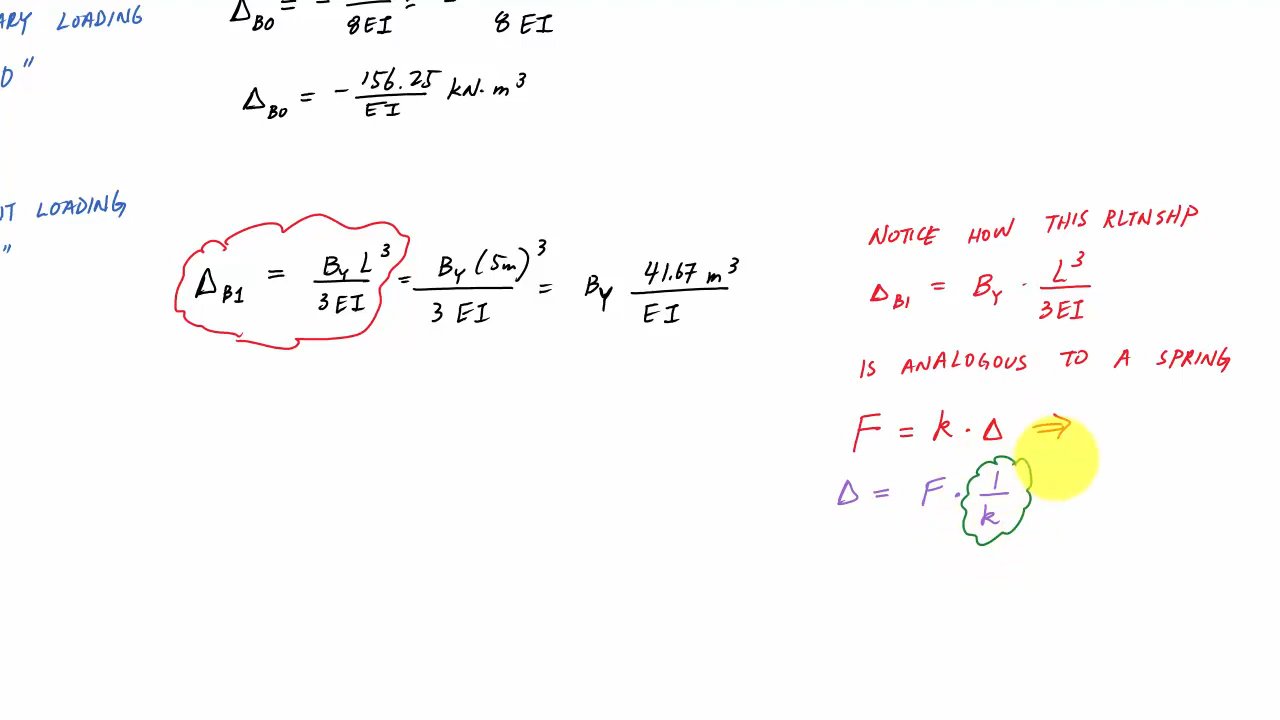 ARY LOADING
Δ_B0 = - /8EI = - /8 EI
0"
Δ_B0 = - 156.25/EI kN·m³
IT LOADING
"
Δ_B1 = B_Y L³/3EI = B_Y (5m)³/3 EI = B_Y 41.67 m³/EI
NOTICE HOW THIS RLTNSHP
Δ_B1 = B_Y · L³/3EI
IS ANALOGOUS TO A SPRING
F = k · Δ ⇒
Δ = F · 1/k